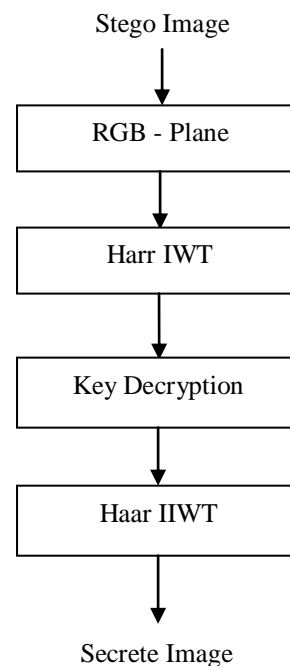 Stego Image
RGB - Plane
Harr IWT
Key Decryption
Haar IIWT
Secrete Image